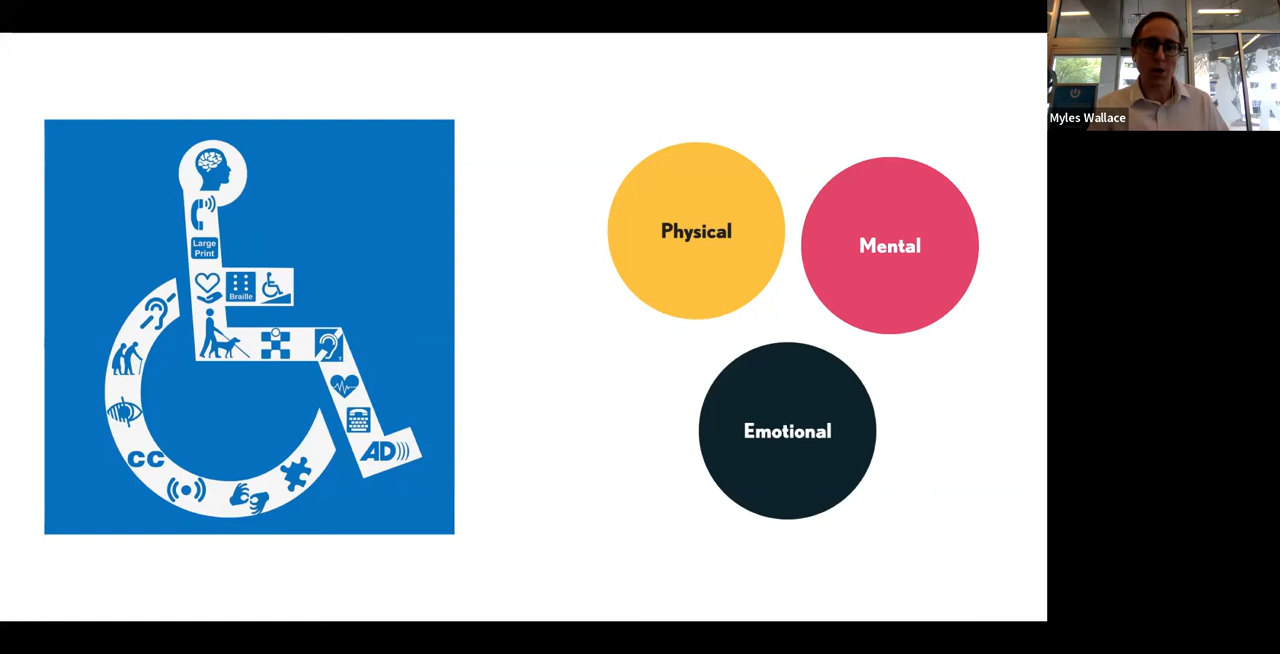 Large
Print
Braille
CC
AD
Physical
Mental
Emotional
Myles Wallace